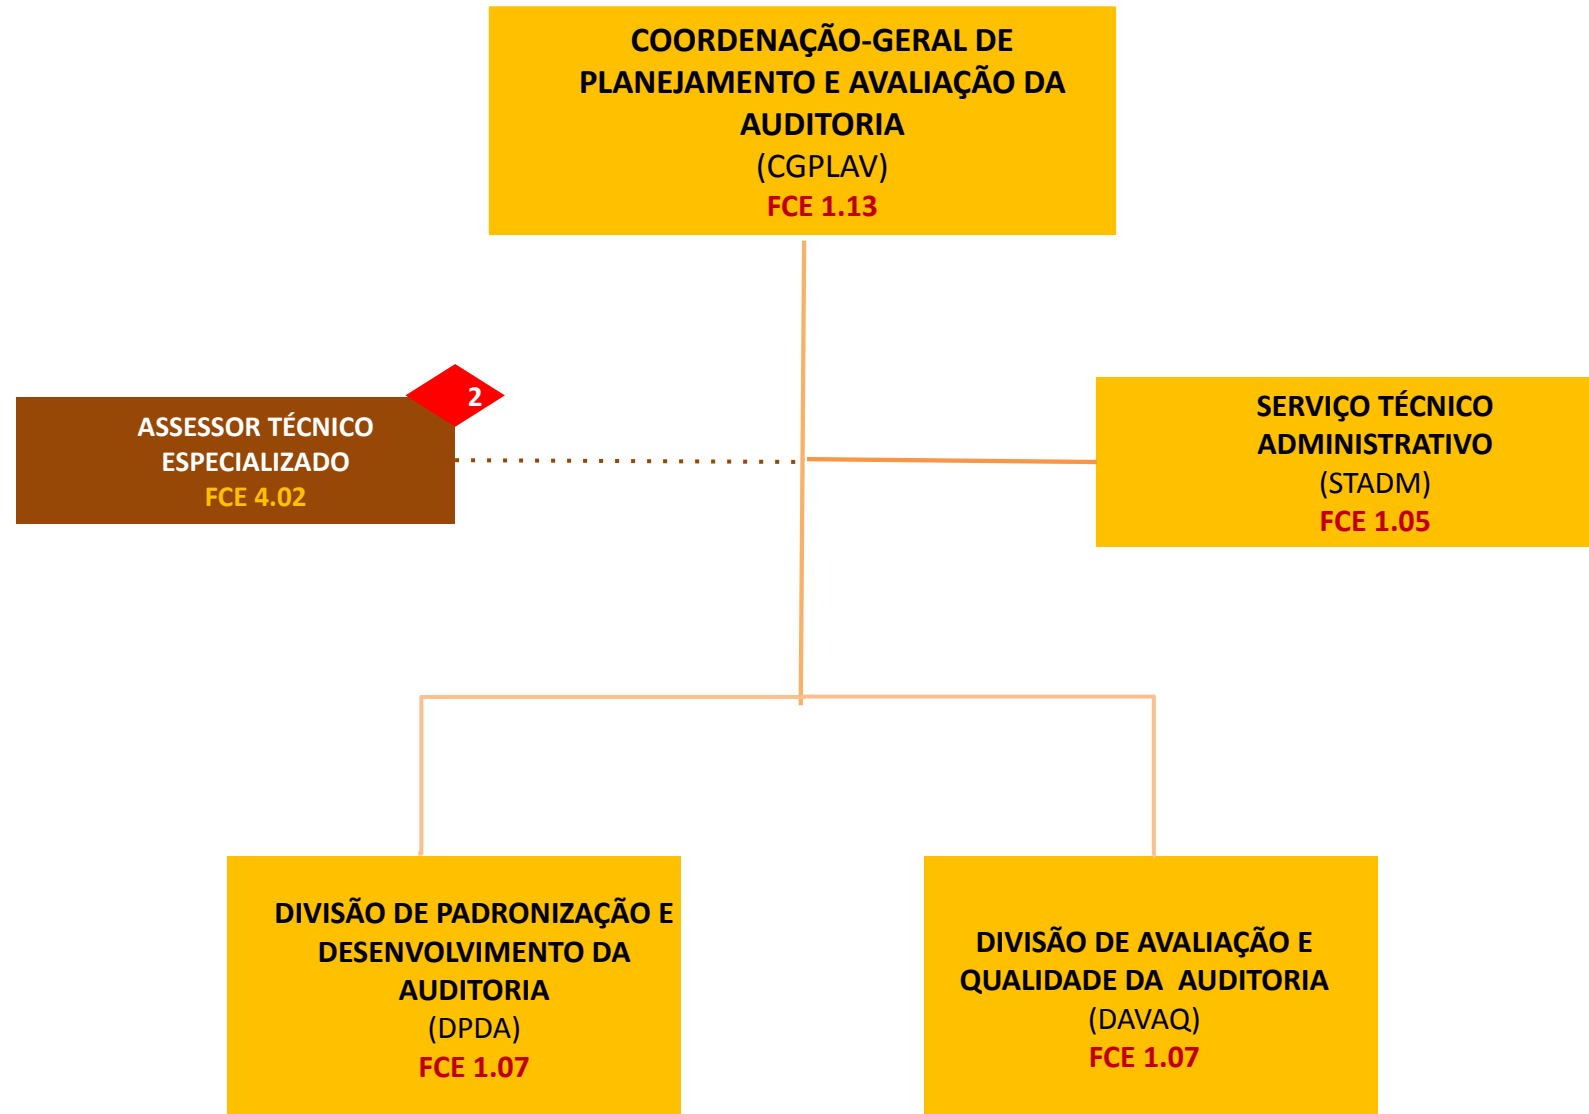 COORDENAÇÃO-GERAL DE
PLANEJAMENTO E AVALIAÇÃO DA
AUDITORIA
(CGPLAV)
FCE 1.13
2
ASSESSOR TÉCNICO
ESPECIALIZADO
FCE 4.02
SERVIÇO TÉCNICO
ADMINISTRATIVO
(STADM)
FCE 1.05
DIVISÃO DE PADRONIZAÇÃO E
DESENVOLVIMENTO DA
AUDITORIA
(DPDA)
FCE 1.07
DIVISÃO DE AVALIAÇÃO E
QUALIDADE DA AUDITORIA
(DAVAQ)
FCE 1.07